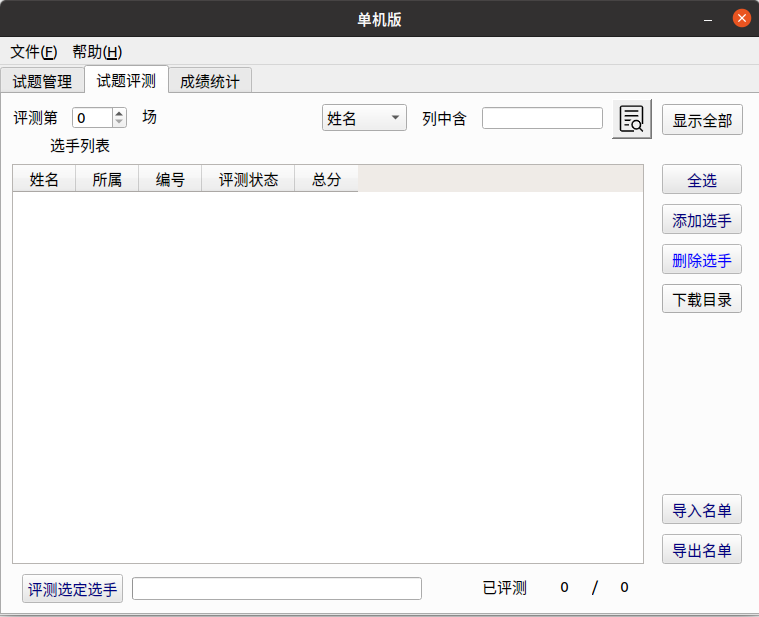 单机版
文件(F) 帮助(H)
试题管理 试题评测 成绩统计
评测第 0 场 姓名 列中含 显示全部
选手列表
姓名 所属 编号 评测状态 总分
全选
添加选手
删除选手
下载目录
导入名单
导出名单
评测选定选手 已评测 0 / 0